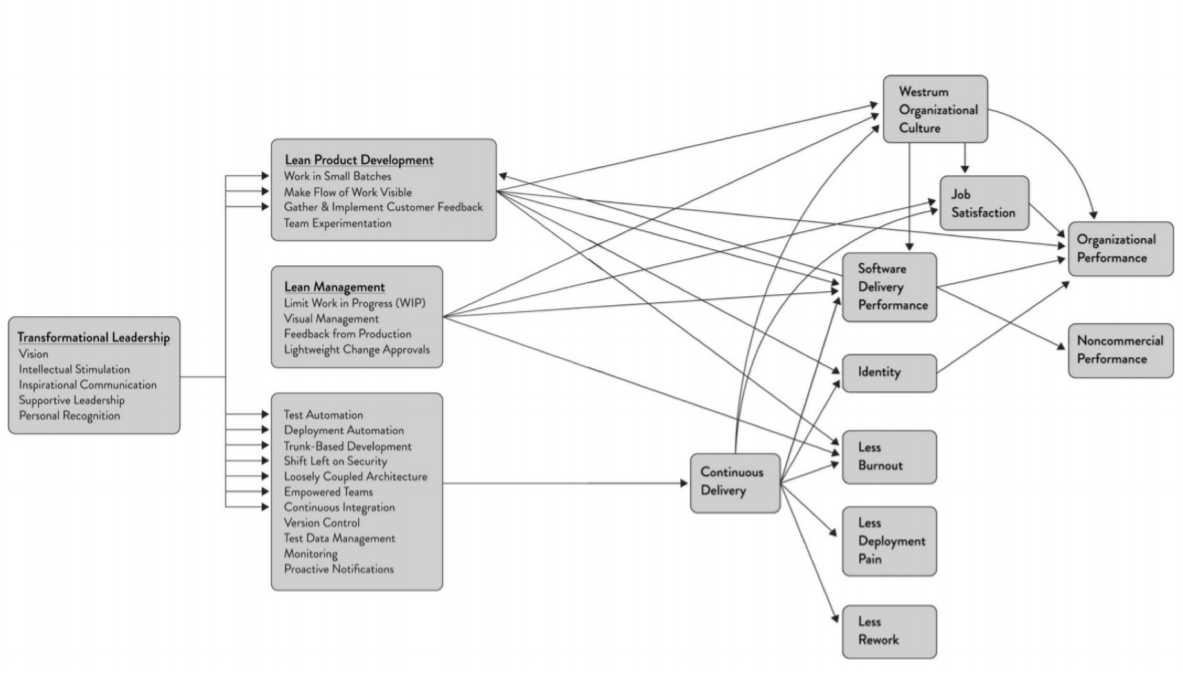 Transformational Leadership
Vision
Intellectual Stimulation
Inspirational Communication
Supportive Leadership
Personal Recognition
Lean Product Development
Work in Small Batches
Make Flow of Work Visible
Gather & Implement Customer Feedback
Team Experimentation
Lean Management
Limit Work in Progress (WIP)
Visual Management
Feedback from Production
Lightweight Change Approvals
Test Automation
Deployment Automation
Trunk-Based Development
Shift Left on Security
Loosely Coupled Architecture
Empowered Teams
Continuous Integration
Version Control
Test Data Management
Monitoring
Proactive Notifications
Continuous
Delivery
Westrum
Organizational
Culture
Job
Satisfaction
Software
Delivery
Performance
Identity
Less
Burnout
Less
Deployment
Pain
Less
Rework
Organizational
Performance
Noncommercial
Performance